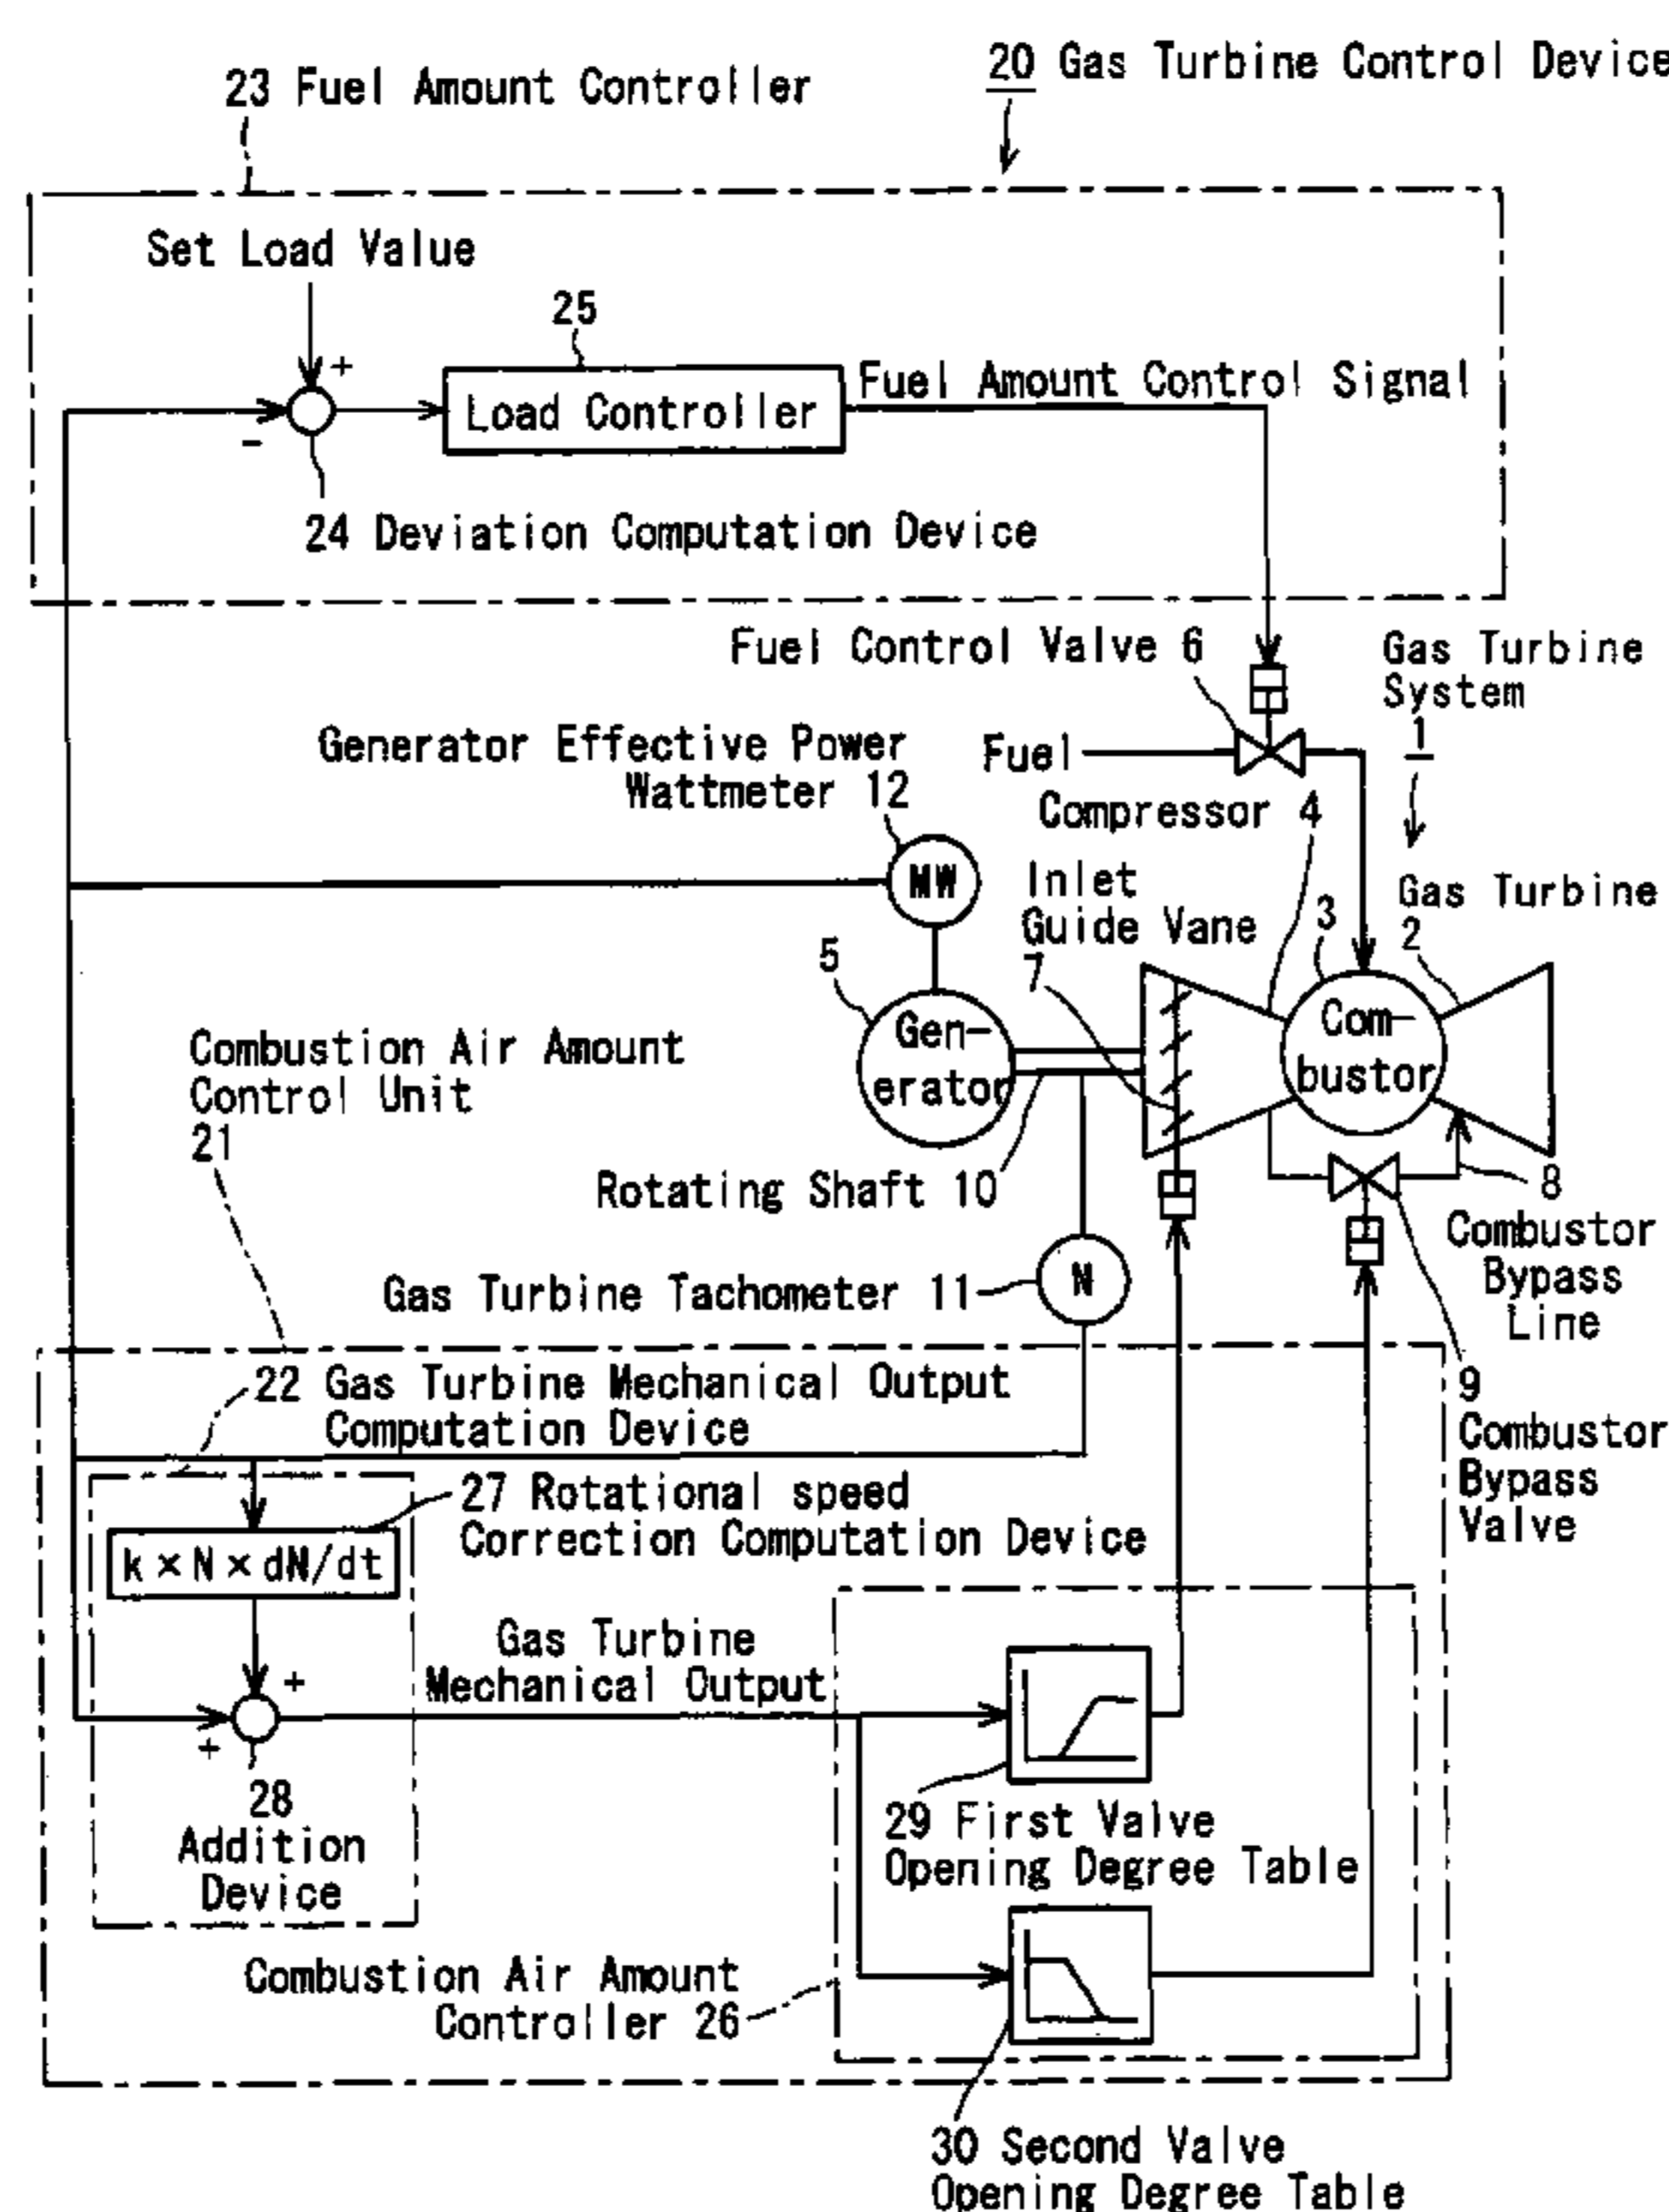 20 Gas Turbine Control Device
23 Fuel Amount Controller
Set Load Value
+
25
Load Controller
Fuel Amount Control Signal
-
24 Deviation Computation Device
Fuel Control Valve 6
Gas Turbine
System
1
Generator Effective Power
Wattmeter 12
Fuel
Compressor 4
MW
Inlet
Guide Vane
7
Gas Turbine
2
3
5
Gen-
erator
Com-
bustor
Combustion Air Amount
Control Unit
21
Rotating Shaft 10
8
Combustor
Bypass
Line
Gas Turbine Tachometer 11
N
9
Combustor
Bypass
Valve
22 Gas Turbine Mechanical Output
Computation Device
27 Rotational speed
Correction Computation Device
k × N × dN/dt
Gas Turbine
Mechanical Output
+
+
28
Addition
Device
29 First Valve
Opening Degree Table
Combustion Air Amount
Controller 26
30 Second Valve
Opening Degree Table